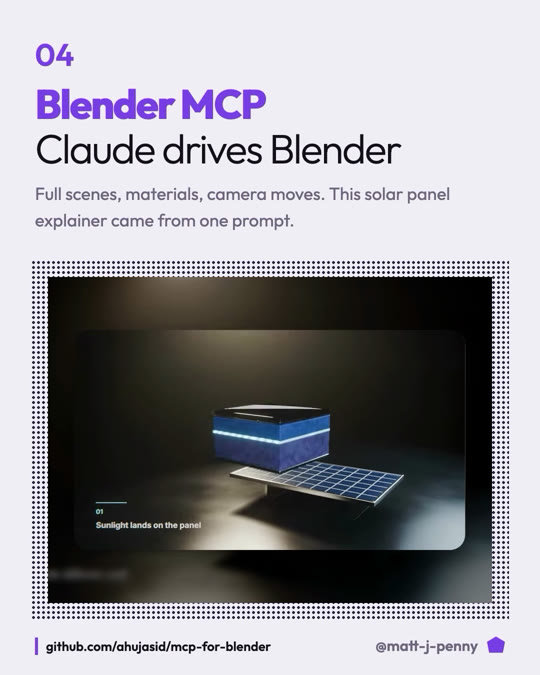 04
Blender MCP
Claude drives Blender
Full scenes, materials, camera moves. This solar panel
explainer came from one prompt.
01
Sunlight lands on the panel
github.com/ahujasid/mcp-for-blender
@matt-j-penny